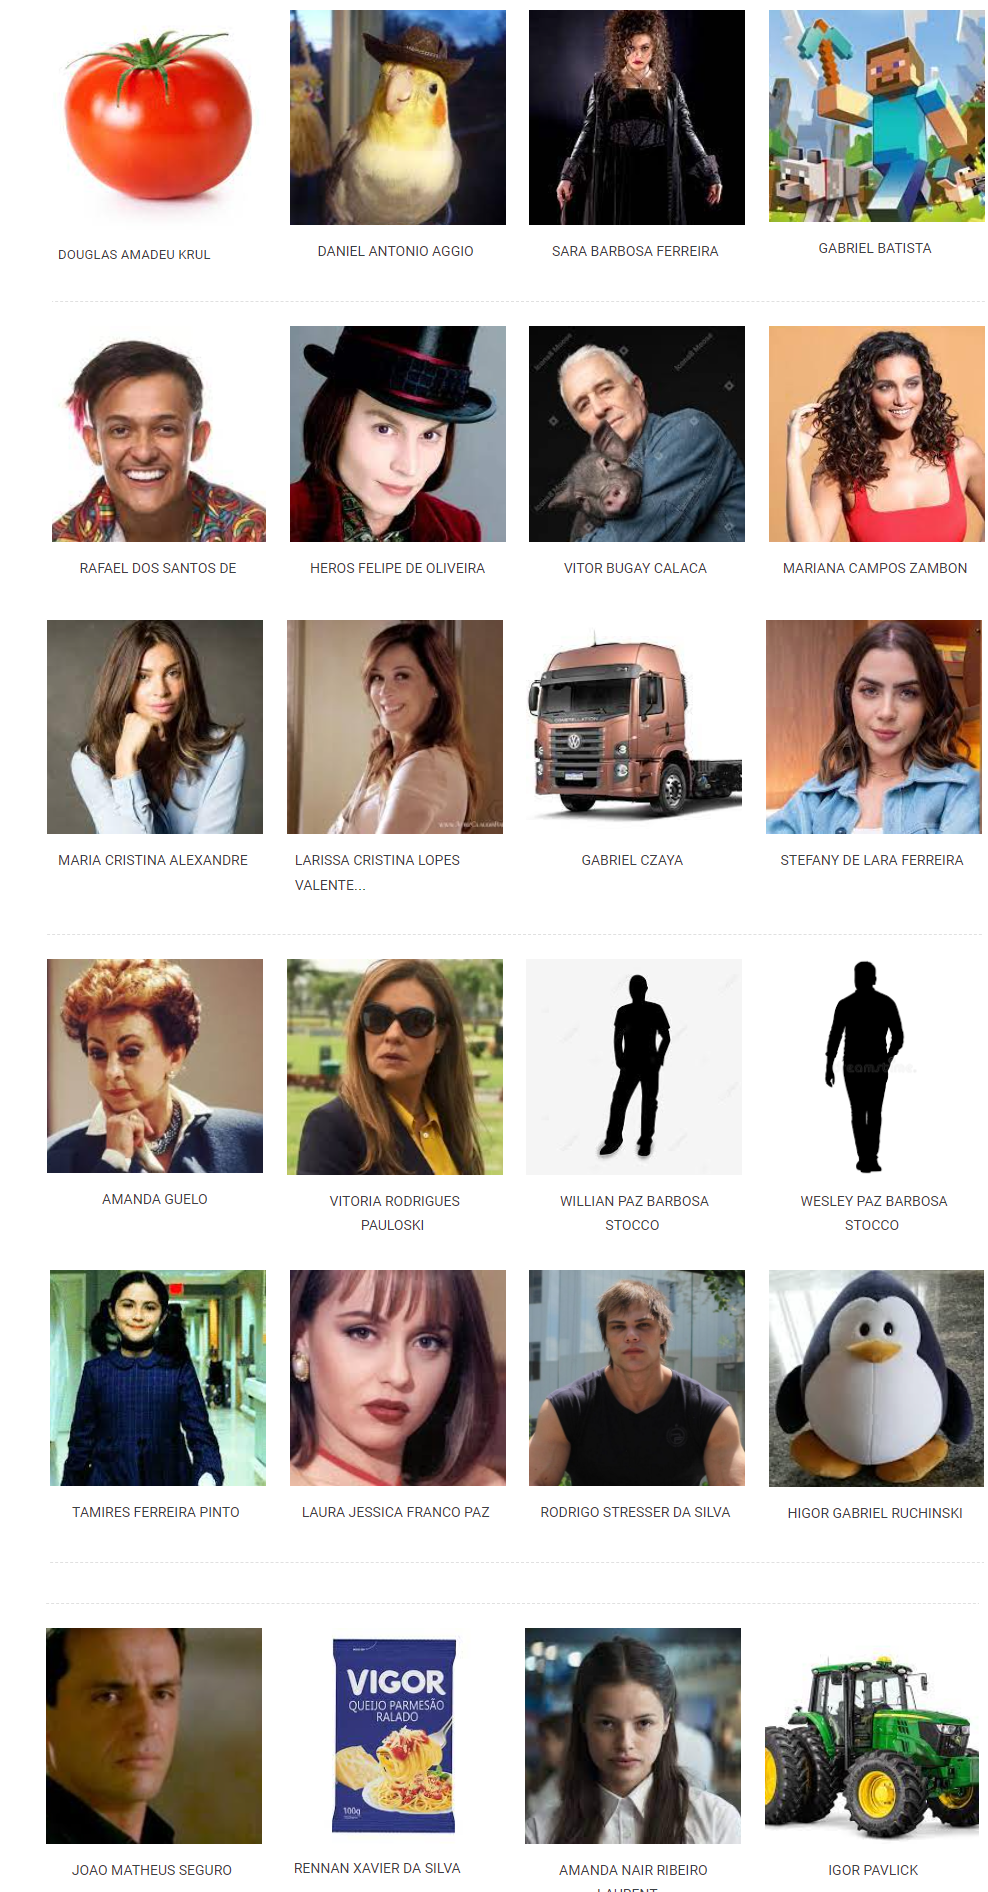 DOUGLAS AMADEU KRUL
DANIEL ANTONIO AGGIO
SARA BARBOSA FERREIRA
GABRIEL BATISTA
RAFAEL DOS SANTOS DE
HEROS FELIPE DE OLIVEIRA
VITOR BUGAY CALACA
MARIANA CAMPOS ZAMBON
CONSTELLATION
MARIA CRISTINA ALEXANDRE
LARISSA CRISTINA LOPES
VALENTE...
GABRIEL CZAYA
STEFANY DE LARA FERREIRA
AMANDA GUELO
VITORIA RODRIGUES
PAULOSKI
WILLIAN PAZ BARBOSA
STOCCO
WESLEY PAZ BARBOSA
STOCCO
TAMIRES FERREIRA PINTO
LAURA JESSICA FRANCO PAZ
RODRIGO STRESSER DA SILVA
HIGOR GABRIEL RUCHINSKI
VIGOR
QUEIJO PARMESÃO
RALADO
100g
JOAO MATHEUS SEGURO
RENNAN XAVIER DA SILVA
AMANDA NAIR RIBEIRO
IGOR PAVLICK